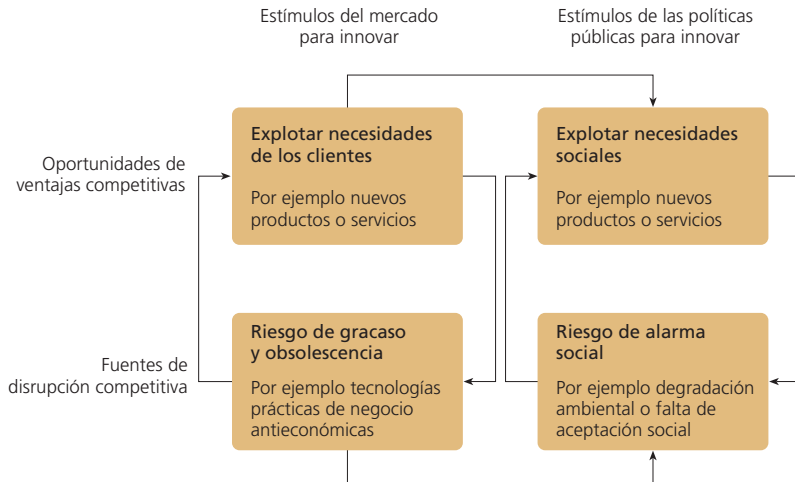 Estímulos del mercado
para innovar
Estímulos de las políticas
públicas para innovar
Oportunidades de
ventajas competitivas
Explotar necesidades
de los clientes
Por ejemplo nuevos
productos o servicios
Explotar necesidades
sociales
Por ejemplo nuevos
productos o servicios
Fuentes de
disrupción competitiva
Riesgo de gracaso
y obsolescencia
Por ejemplo tecnologías
prácticas de negocio
antieconómicas
Riesgo de alarma
social
Por ejemplo degradación
ambiental o falta de
aceptación social